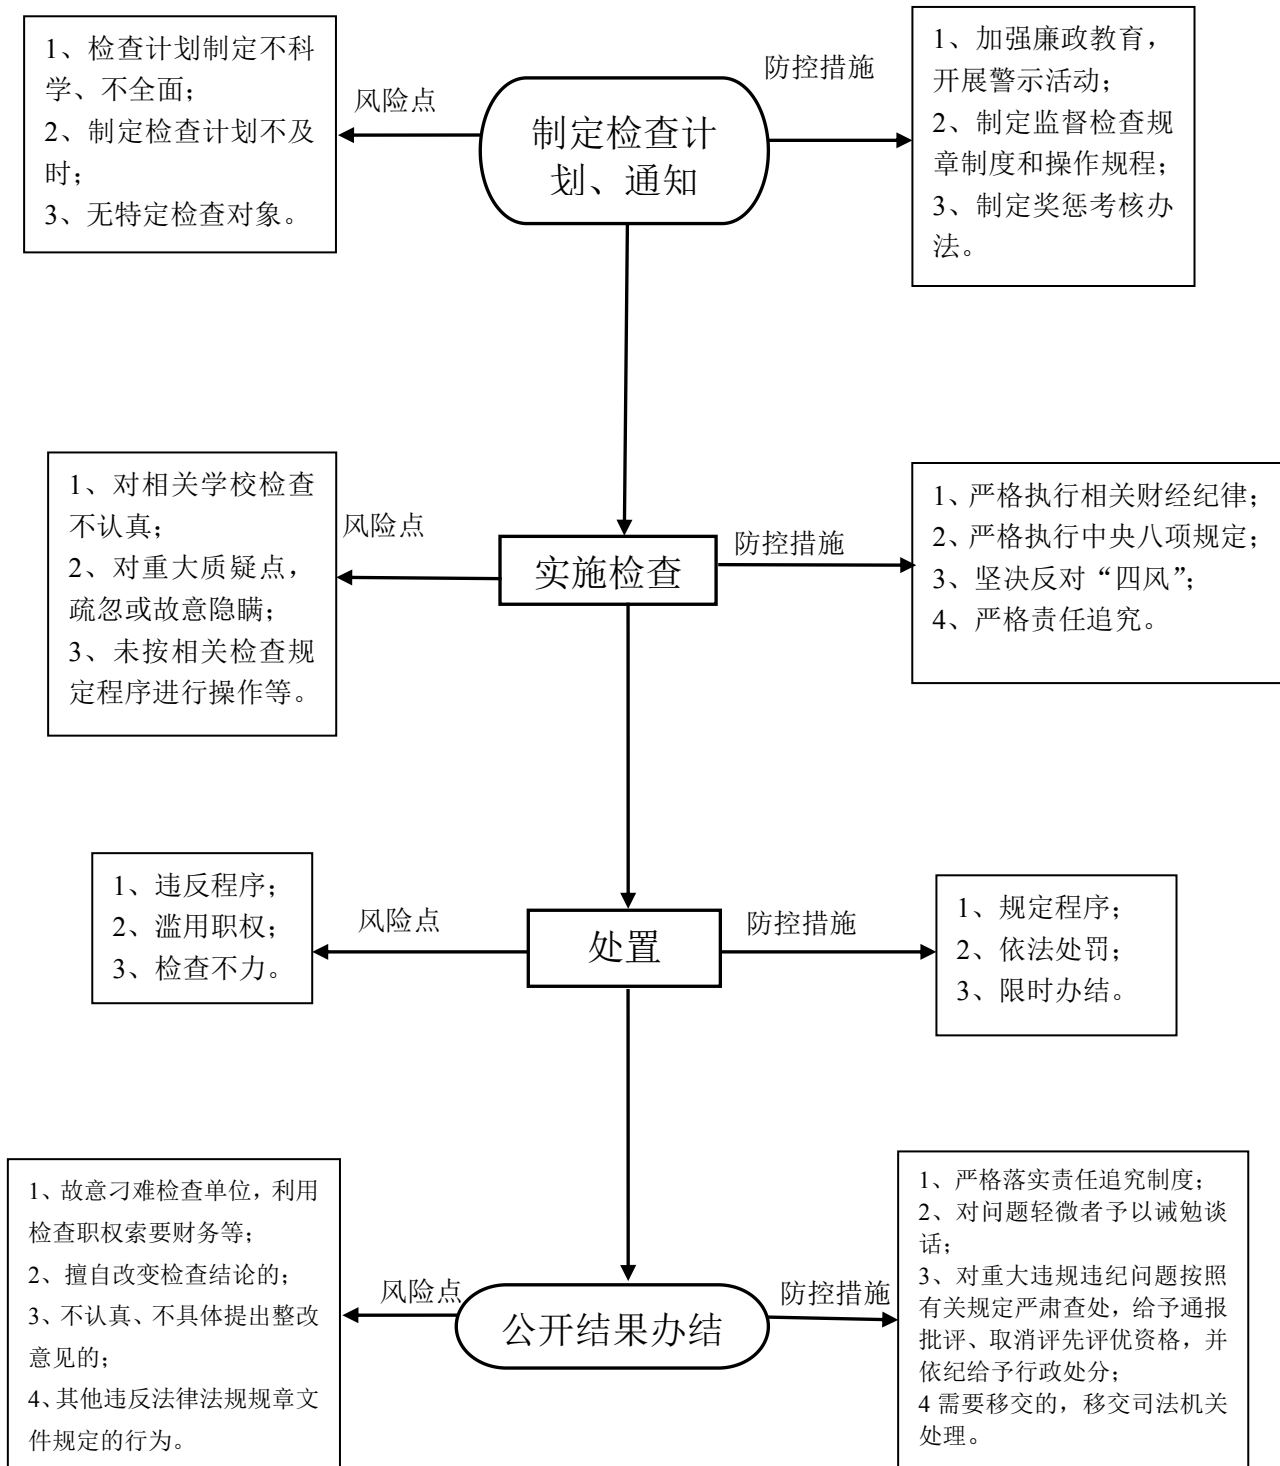 1、检查计划制定不科
学、不全面;
2、制定检查计划不及
时;
3、无特定检查对象。
风险点
制定检查计
划、通知
防控措施
1、加强廉政教育，
开展警示活动;
2、制定监督检查规
章制度和操作规程;
3、制定奖惩考核办
法。
1、对相关学校检查
不认真;
2、对重大质疑点，
疏忽或故意隐瞒;
3、未按相关检查规
定程序进行操作等。
风险点
实施检查
防控措施
1、严格执行相关财经纪律;
2、严格执行中央八项规定;
3、坚决反对“四风”;
4、严格责任追究。
1、违反程序;
2、滥用职权;
3、检查不力。
风险点
处置
防控措施
1、规定程序;
2、依法处罚;
3、限时办结。
1、故意刁难检查单位，利用
检查职权索要财务等;
2、擅自改变检查结论的;
3、不认真、不具体提出整改
意见的;
4、其他违反法律法规规章文
件规定的行为。
风险点
公开结果办结
防控措施
1、严格落实责任追究制度;
2、对问题轻微者予以诫勉谈
话;
3、对重大违规违纪问题按照
有关规定严肃查处，给予通报
批评、取消评先评优资格，并
依纪给予行政处分;
4 需要移交的，移交司法机关
处理。